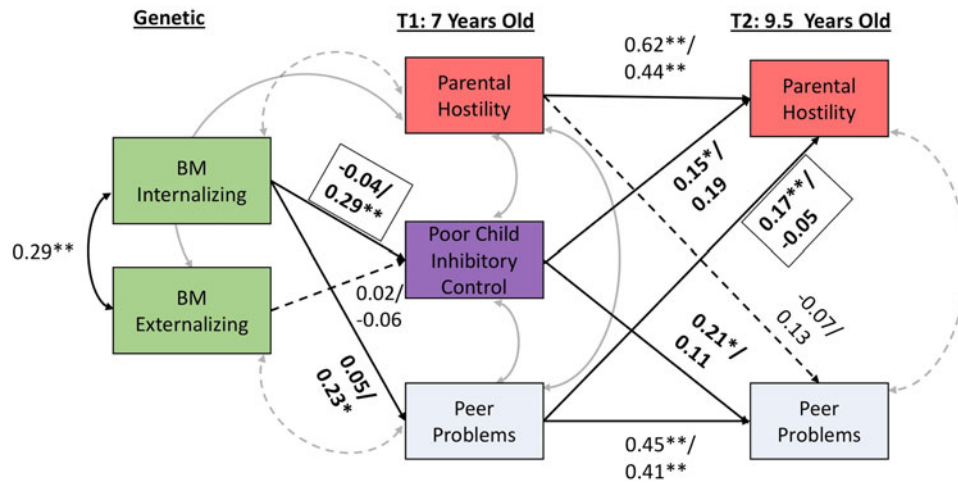 Genetic
T1: 7 Years Old
T2: 9.5 Years Old
0.62**/
0.44**
Parental
Hostility
Parental
Hostility
BM
Internalizing
-0.04/
0.29**
0.15*/
0.19
0.17**/
-0.05
0.29**
Poor Child
Inhibitory
Control
BM
Externalizing
0.02/
-0.06
-0.07/
0.13
0.21*/
0.11
0.05/
0.23*
Peer
Problems
Peer
Problems
0.45**/
0.41**